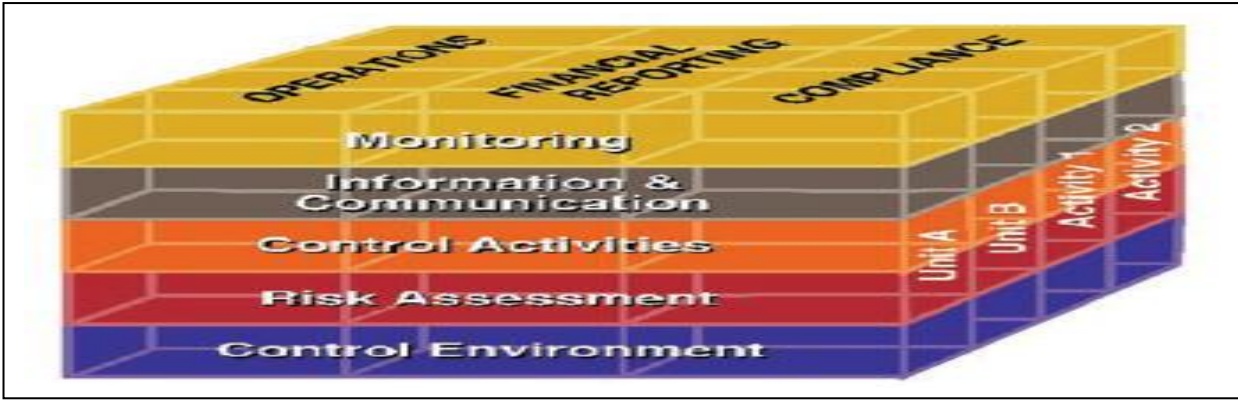 OPERATIONS
FINANCIAL
REPORTING
COMPLIANCE
Monitoring
Information &
Communication
Control Activities
Risk Assessment
Control Environment
Unit A
Unit B
Activity 1
Activity 2